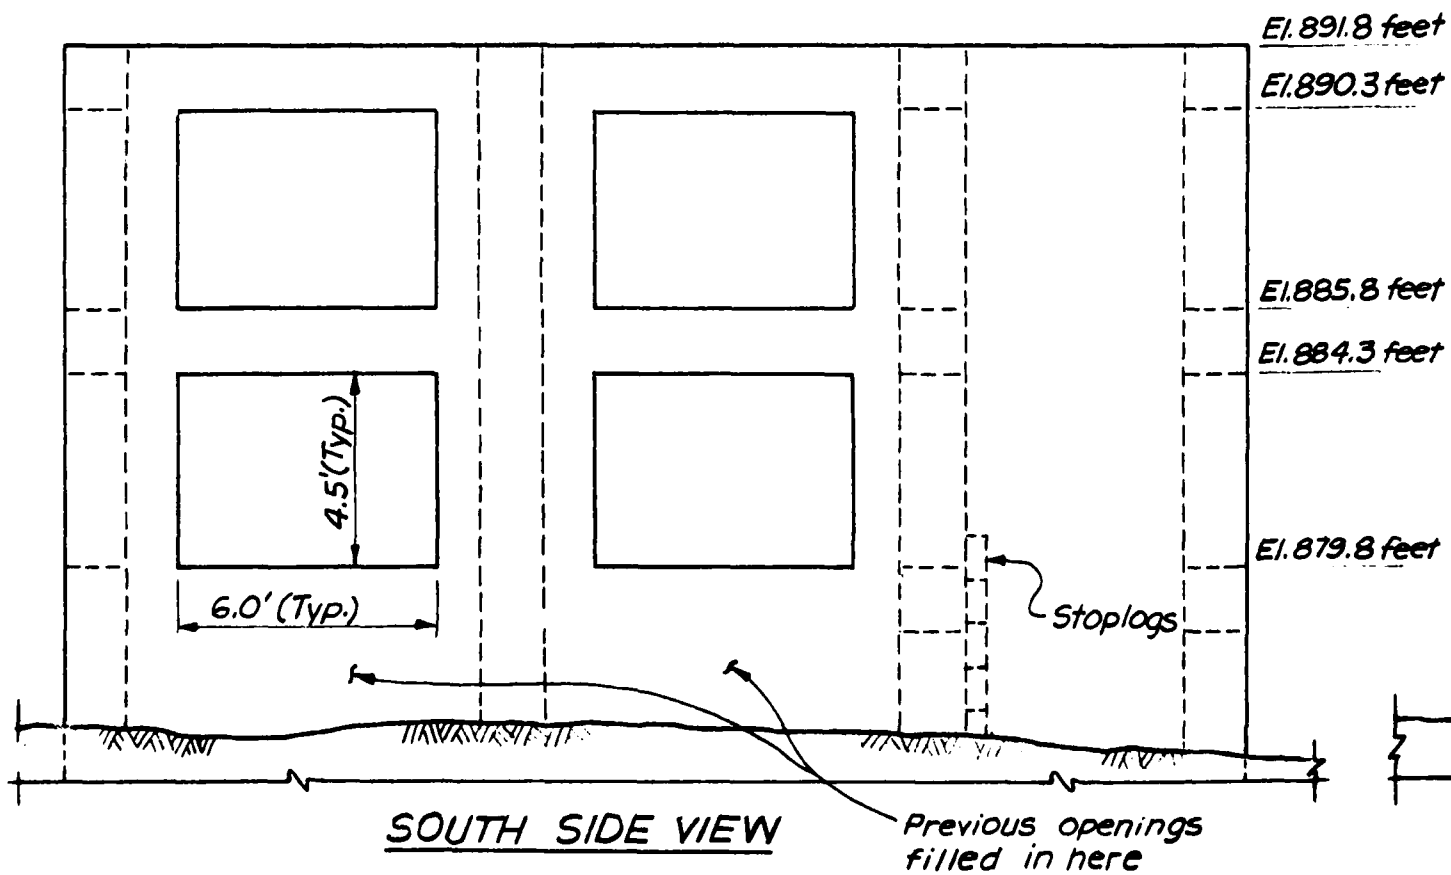 El. 891.8 feet
El. 890.3 feet
El. 885.8 feet
El. 884.3 feet
4.5' (Typ.)
El. 879.8 feet
6.0' (Typ.)
Stoplogs
SOUTH SIDE VIEW
Previous openings
filled in here